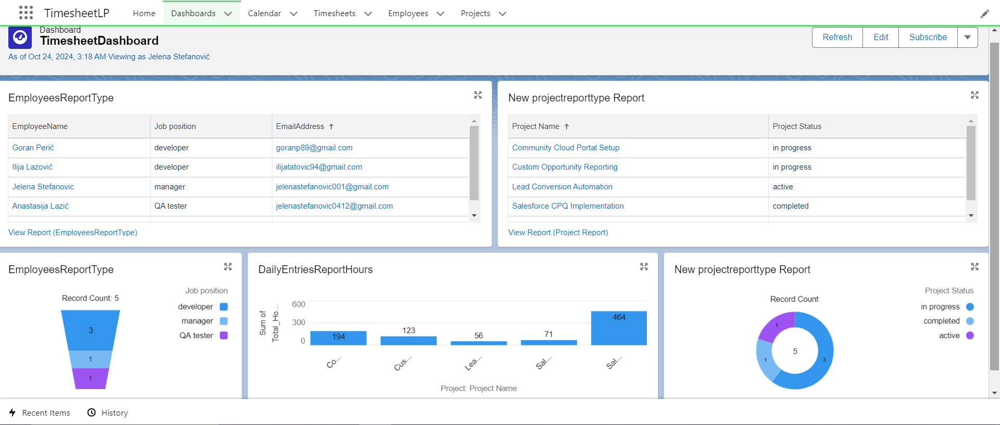 TimesheetLP Home Dashboards Calendar Timesheets Employees Projects
Dashboard
TimesheetDashboard
As of Oct 24, 2024, 3:18 AM·Viewing as Jelena Stefanović
Refresh Edit Subscribe
EmployeesReportType
EmployeeName Job position EmailAddress
Goran Perić developer goranp89@gmail.com
Ilija Lazović developer ilijatatovic94@gmail.com
Jelena Stefanovic manager jelenastefanovic001@gmail.com
Anastasija Lazić QA tester jelenastefanovic0412@gmail.com
View Report (EmployeesReportType)
New projectreporttype Report
Project Name Project Status
Community Cloud Portal Setup in progress
Custom Opportunity Reporting in progress
Lead Conversion Automation active
Salesforce CPQ Implementation completed
View Report (Project Report)
EmployeesReportType
Job position
Record Count: 5
developer
manager
QA tester
3
1
1
DailyEntriesReportHours
Sum of
Total_Ho...
600
300
0
194
123
56
71
464
Co...
Cus...
Lea...
Sal...
Sal...
Project: Project Name
New projectreporttype Report
Project Status
Record Count
in progress
completed
active
1
5
1
3
Recent Items History